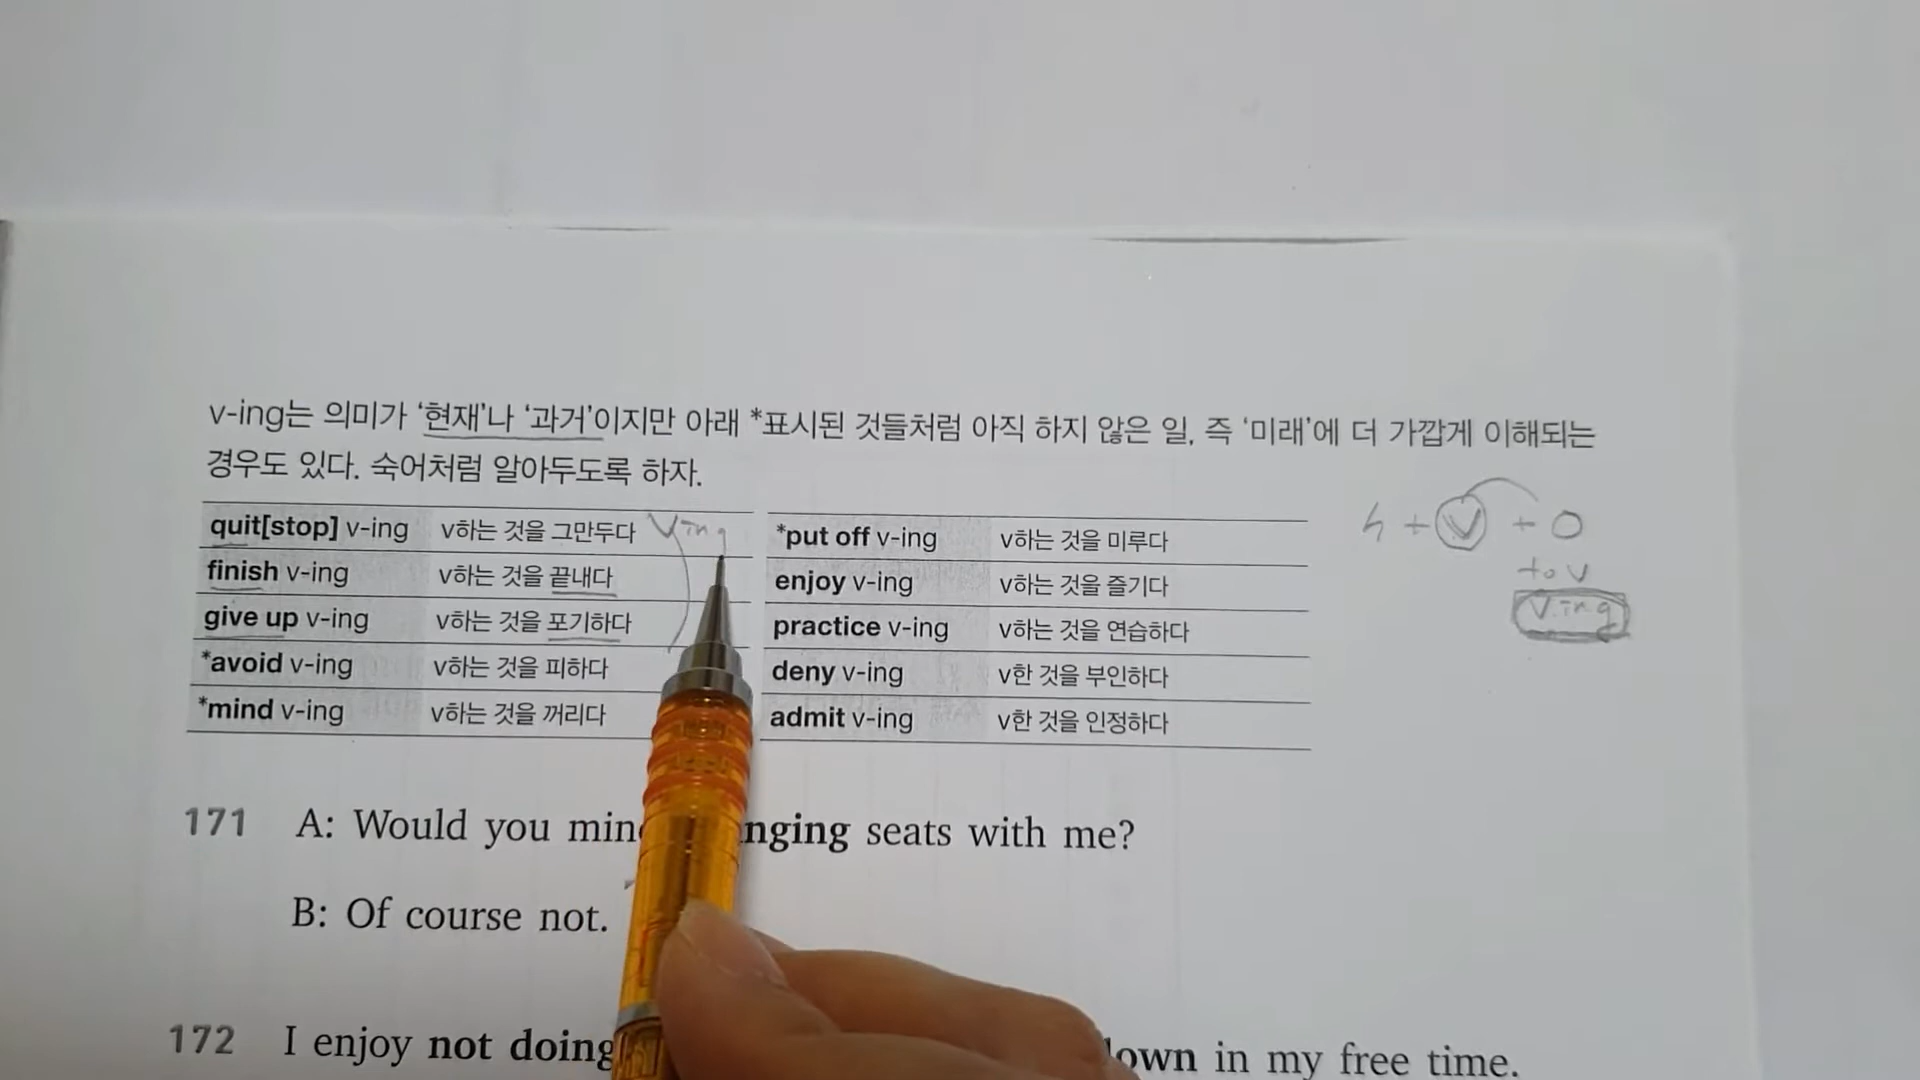 v-ing는 의미가 ‘현재’나 ‘과거’이지만 아래 *표시된 것들처럼 아직 하지 않은 일, 즉 ‘미래’에 더 가깝게 이해되는
경우도 있다. 숙어처럼 알아두도록 하자.
quit[stop] v-ing v하는 것을 그만두다 Ving
finish v-ing v하는 것을 끝내다
give up v-ing v하는 것을 포기하다
*avoid v-ing v하는 것을 피하다
*mind v-ing v하는 것을 꺼리다
*put off v-ing v하는 것을 미루다
enjoy v-ing v하는 것을 즐기다
practice v-ing v하는 것을 연습하다
deny v-ing v한 것을 부인하다
admit v-ing v한 것을 인정하다
+ V + O
to V
V-ing
171 A: Would you seats with me?
B: Of course not.
172 I enjoy not doing in my free time.